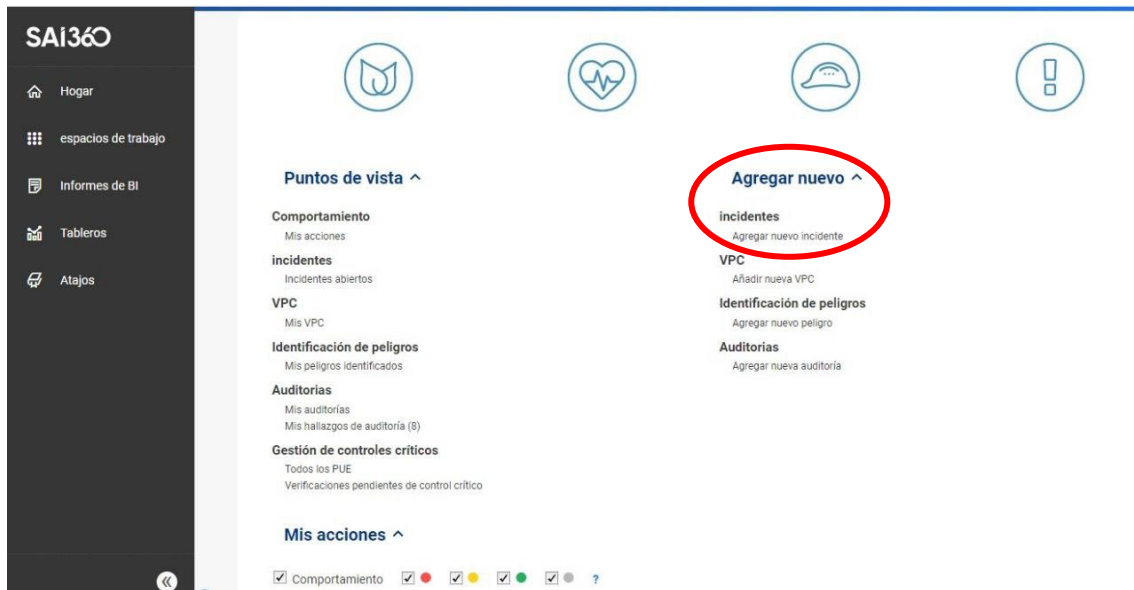 SAI360
Hogar
espacios de trabajo
Informes de BI
Tableros
Atajos
Puntos de vista
Comportamiento
Mis acciones
incidentes
Incidentes abiertos
VPC
Mis VPC
Identificación de peligros
Mis peligros identificados
Auditorias
Mis auditorías
Mis hallazgos de auditoría (8)
Gestión de controles críticos
Todos los PUE
Verificaciones pendientes de control crítico
Agregar nuevo
incidentes
Agregar nuevo incidente
VPC
Añadir nueva VPC
Identificación de peligros
Agregar nuevo peligro
Auditorias
Agregar nueva auditoría
Mis acciones
Comportamiento ?